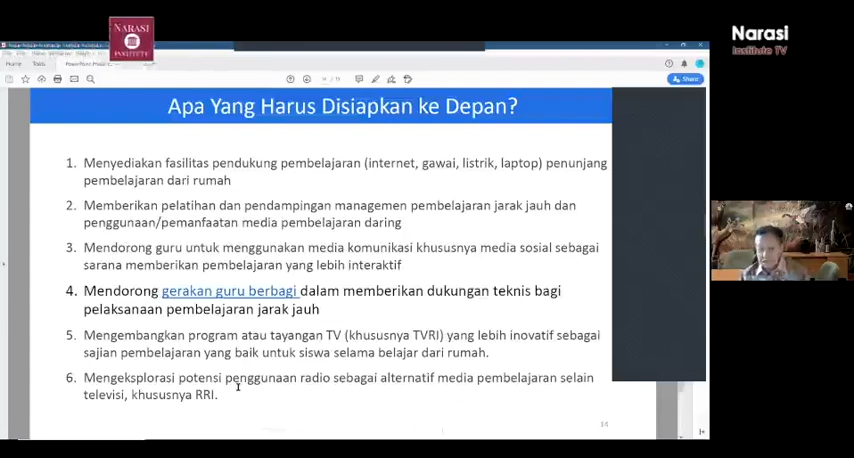 NARASI
INSTITUTE
Narasi
Institute TV
Home Tools
Share
Apa Yang Harus Disiapkan ke Depan?
1. Menyediakan fasilitas pendukung pembelajaran (internet, gawai, listrik, laptop) penunjang
pembelajaran dari rumah
2. Memberikan pelatihan dan pendampingan managemen pembelajaran jarak jauh dan
penggunaan/pemanfaatan media pembelajaran daring
3. Mendorong guru untuk menggunakan media komunikasi khususnya media sosial sebagai
sarana memberikan pembelajaran yang lebih interaktif
4. Mendorong gerakan guru berbagi dalam memberikan dukungan teknis bagi
pelaksanaan pembelajaran jarak jauh
5. Mengembangkan program atau tayangan TV (khususnya TVRI) yang lebih inovatif sebagai
sajian pembelajaran yang baik untuk siswa selama belajar dari rumah.
6. Mengeksplorasi potensi penggunaan radio sebagai alternatif media pembelajaran selain
televisi, khususnya RRI.